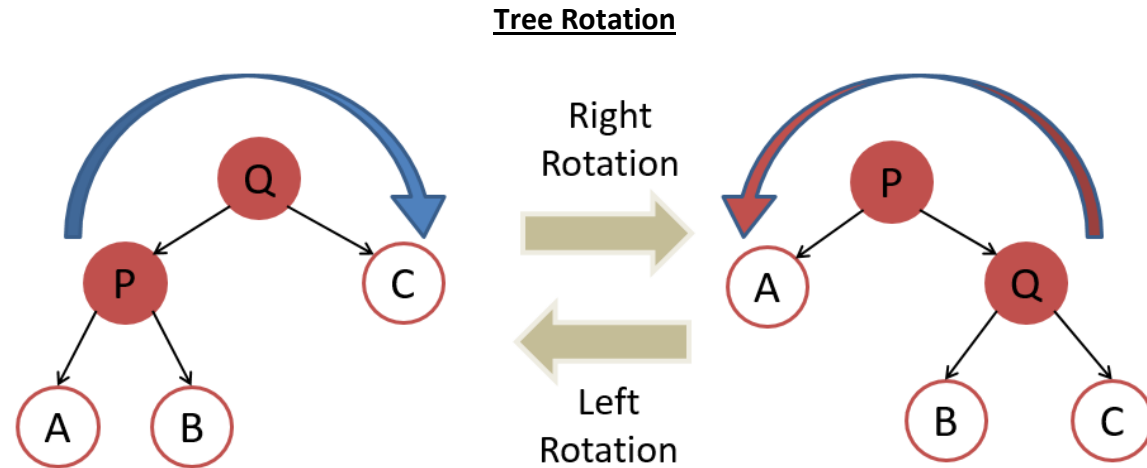 Tree Rotation
Right
Rotation
Q
P
P
C
A
Q
A
B
B
C
Left
Rotation